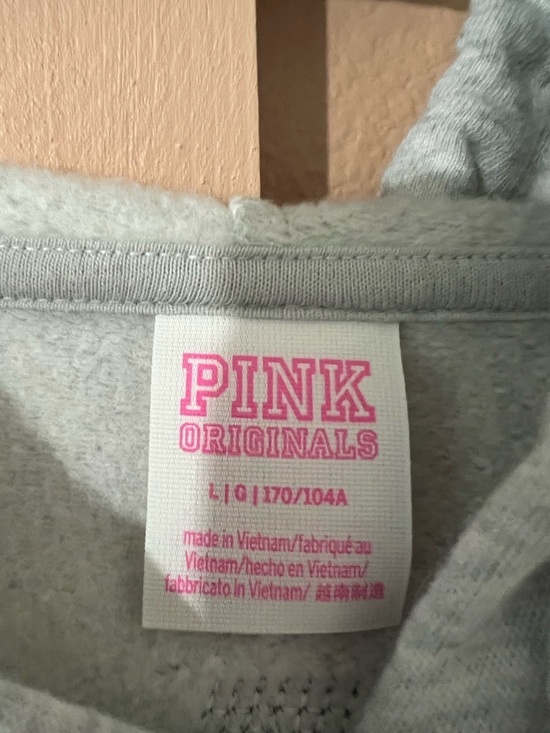 PINK
ORIGINALS
L | G | 170/104A
made in Vietnam/fabriqué au
Vietnam/hecho en Vietnam/
fabbricato in Vietnam/ 越南制造